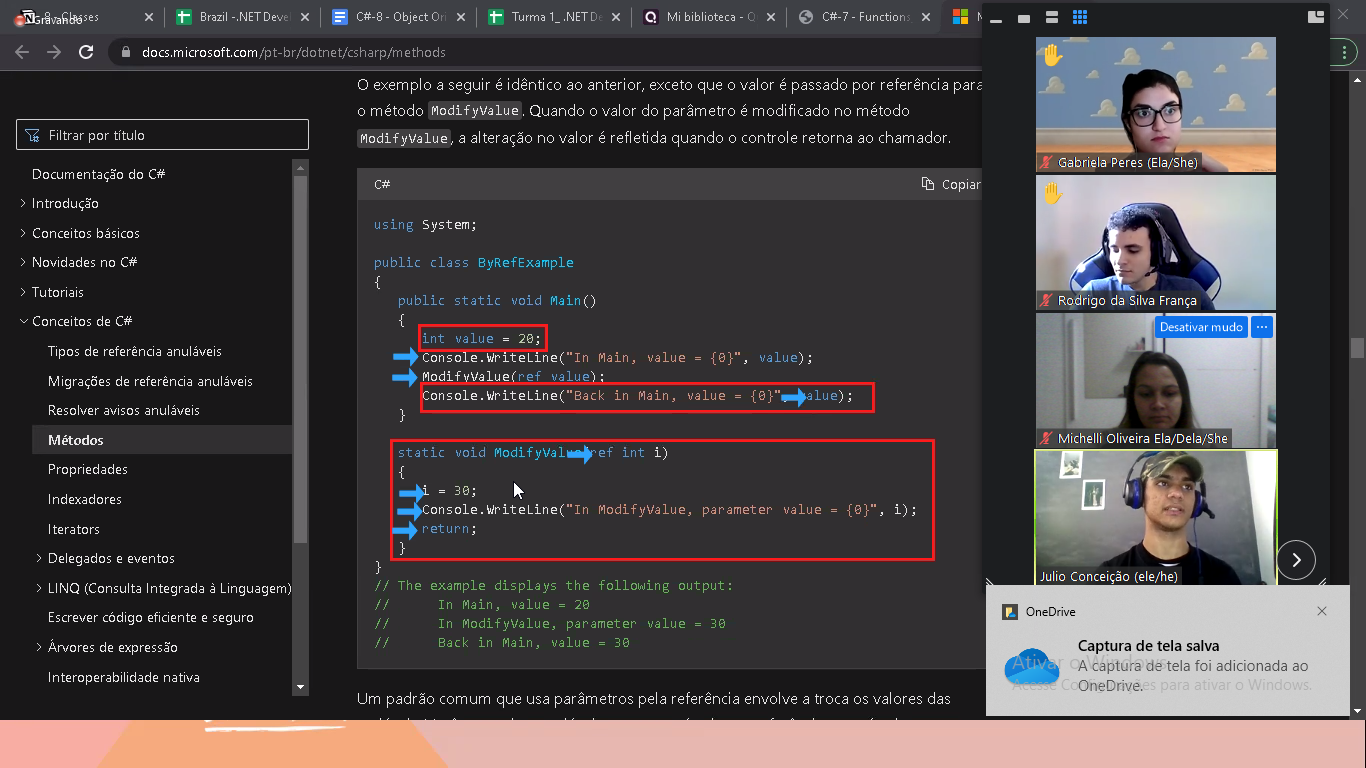 Gravando
8 - Classes
Brazil -.NET Devel
C#-8 - Object Ori
Turma 1_ .NET De
Mi biblioteca - Q
C#-7 - Functions
docs.microsoft.com/pt-br/dotnet/csharp/methods
Filtrar por título
Documentação do C#
Introdução
Conceitos básicos
Novidades no C#
Tutoriais
Conceitos de C#
Tipos de referência anuláveis
Migrações de referência anuláveis
Resolver avisos anuláveis
Métodos
Propriedades
Indexadores
Iterators
Delegados e eventos
LINQ (Consulta Integrada à Linguagem)
Escrever código eficiente e seguro
Árvores de expressão
Interoperabilidade nativa
O exemplo a seguir é idêntico ao anterior, exceto que o valor é passado por referência para
o método ModifyValue. Quando o valor do parâmetro é modificado no método
ModifyValue, a alteração no valor é refletida quando o controle retorna ao chamador.
C#
Copiar
using System;
public class ByRefExample
{
public static void Main()
{
int value = 20;
Console.WriteLine("In Main, value = {0}", value);
ModifyValue(ref value);
Console.WriteLine("Back in Main, value = {0}", value);
}
static void ModifyValue(ref int i)
{
i = 30;
Console.WriteLine("In ModifyValue, parameter value = {0}", i);
return;
}
}
// The example displays the following output:
// In Main, value = 20
// In ModifyValue, parameter value = 30
// Back in Main, value = 30
Um padrão comum que usa parâmetros pela referência envolve a troca os valores das
Gabriela Peres (Ela/She)
Rodrigo da Silva França
Desativar mudo
Michelli Oliveira Ela/Dela/She
Julio Conceição (ele/he)
OneDrive
Captura de tela salva
A captura de tela foi adicionada ao
OneDrive.
Ativar o Windows
Acesse Configurações para ativar o Windows.